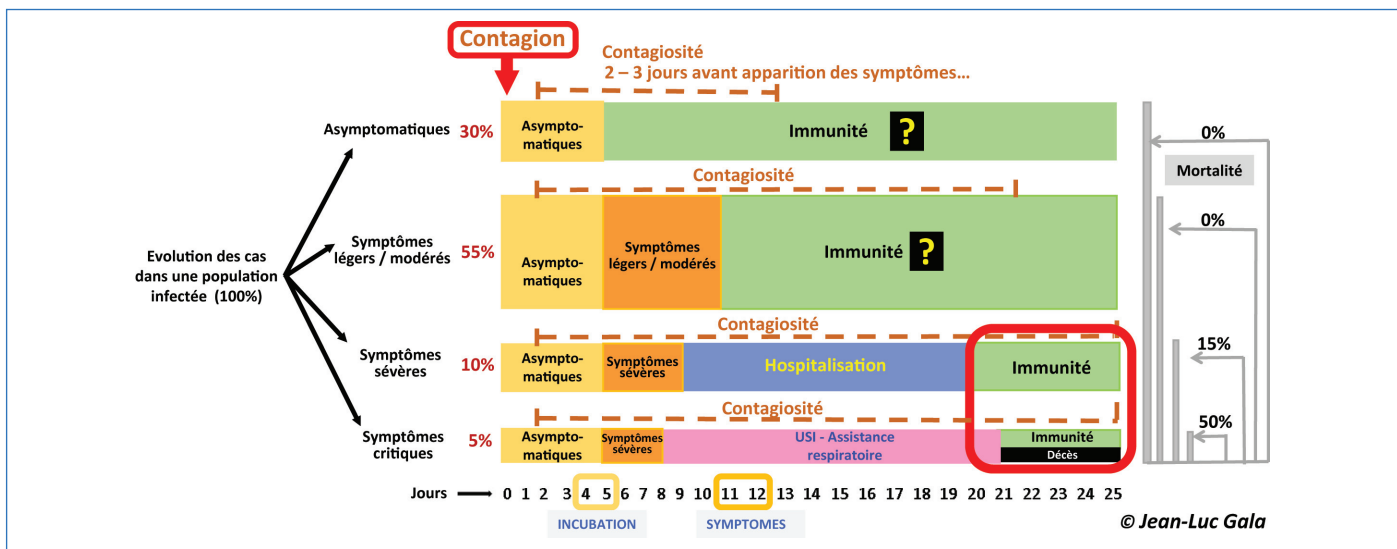 Contagion
Contagiosité
2 – 3 jours avant apparition des symptômes…
Asymptomatiques 30%
Asympto-
matiques
Immunité ?
0%
Mortalité
Contagiosité
Symptômes
légers / modérés
55%
Asympto-
matiques
Symptômes
légers / modérés
Immunité ?
0%
Evolution des cas
dans une population
infectée (100%)
Contagiosité
Symptômes
sévères
10%
Asympto-
matiques
Symptômes
sévères
Hospitalisation
Immunité
15%
Contagiosité
Symptômes
critiques
5%
Asympto-
matiques
Symptômes
sévères
USI - Assistance
respiratoire
Immunité
Décès
50%
Jours 0 1 2 3 4 5 6 7 8 9 10 11 12 13 14 15 16 17 18 19 20 21 22 23 24 25
INCUBATION SYMPTOMES
© Jean-Luc Gala